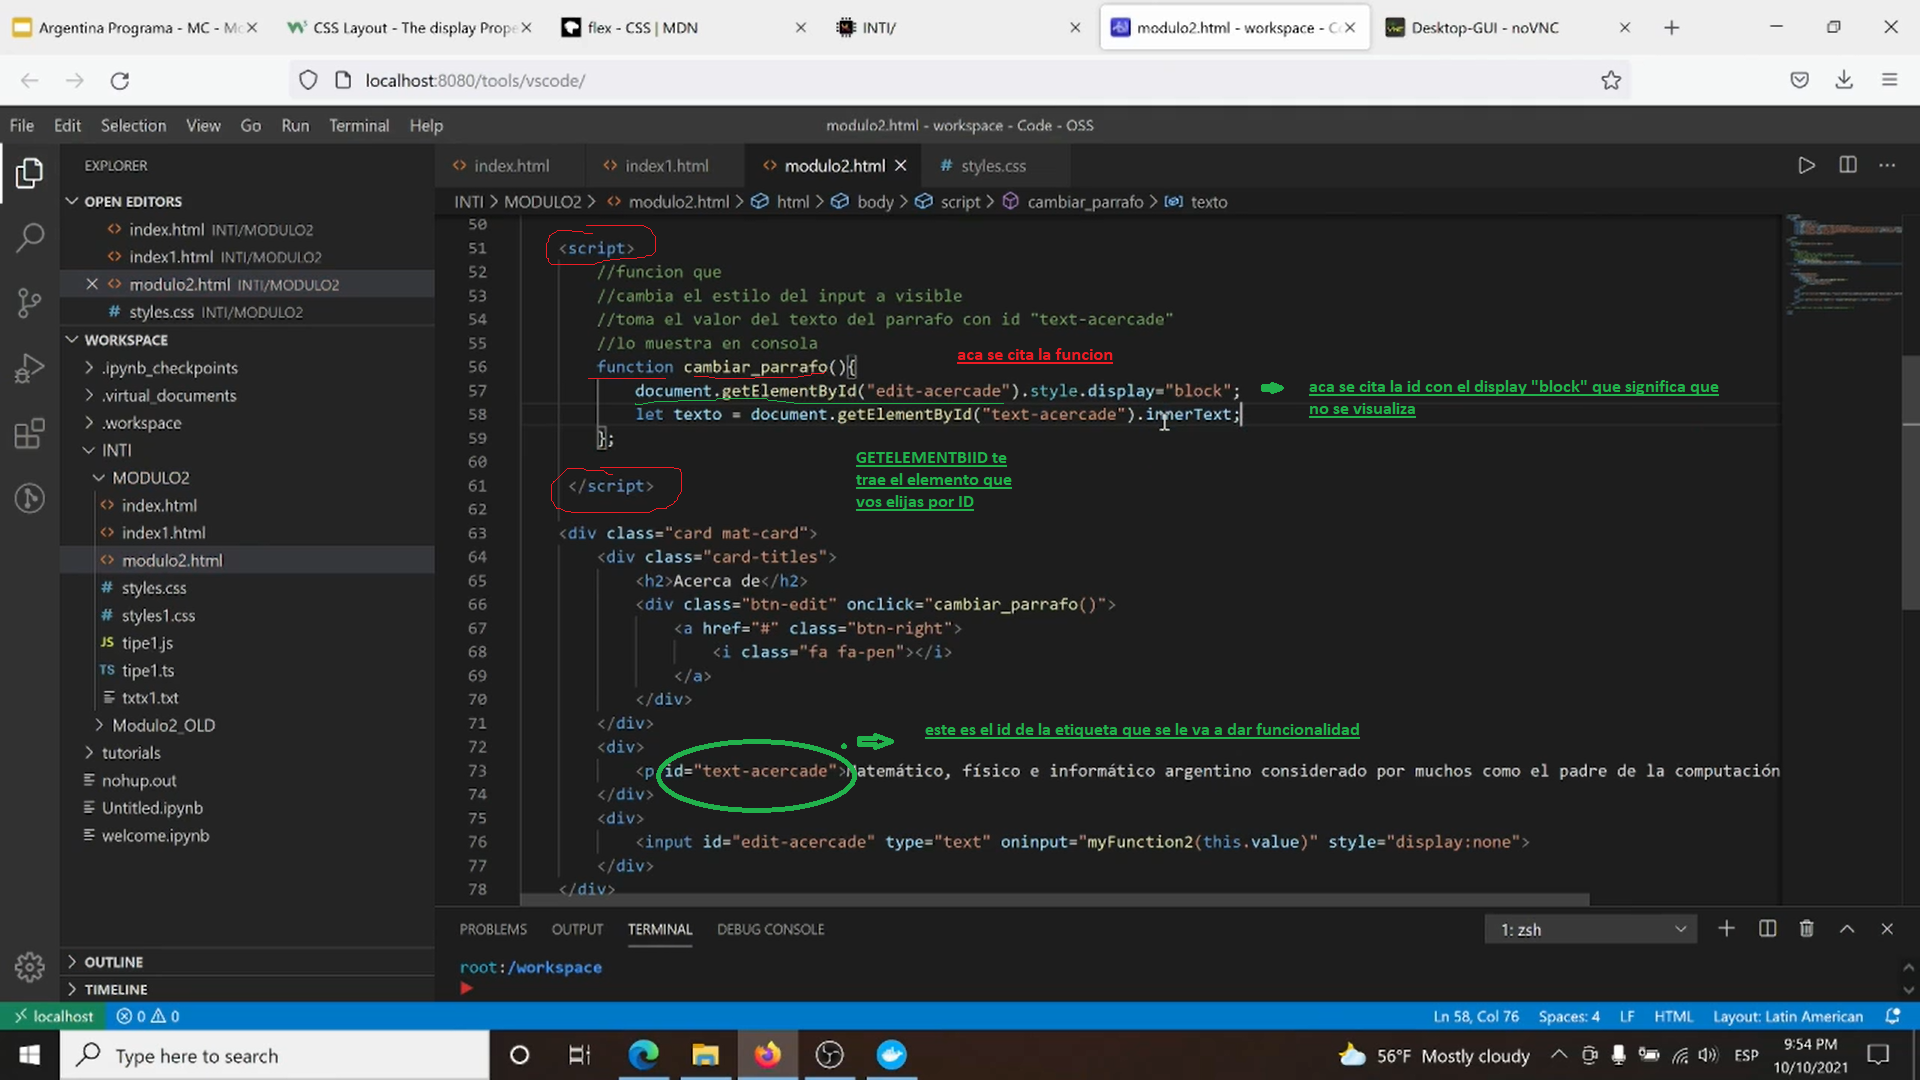 Argentina Programa - MC - Mo
CSS Layout - The display Prope
flex - CSS | MDN
INTI/
modulo2.html - workspace - Co
Desktop-GUI - noVNC
localhost:8080/tools/vscode/
File Edit Selection View Go Run Terminal Help
modulo2.html - workspace - Code - OSS
EXPLORER
OPEN EDITORS
index.html INTI/MODULO2
index1.html INTI/MODULO2
modulo2.html INTI/MODULO2
styles.css INTI/MODULO2
WORKSPACE
.ipynb_checkpoints
.virtual_documents
.workspace
INTI
MODULO2
index.html
index1.html
modulo2.html
styles.css
styles1.css
JS tipe1.js
TS tipe1.ts
txtx1.txt
Modulo2_OLD
tutorials
nohup.out
Untitled.ipynb
welcome.ipynb
OUTLINE
TIMELINE
index.html
index1.html
modulo2.html
styles.css
INTI > MODULO2 > modulo2.html > html > body > script > cambiar_parrafo > texto
50
51 <script>
52 //funcion que
53 //cambia el estilo del input a visible
54 //toma el valor del texto del parrafo con id "text-acercade"
55 //lo muestra en consola
aca se cita la funcion
56 function cambiar_parrafo(){
57 document.getElementById("edit-acercade").style.display="block";
aca se cita la id con el display "block" que significa que
no se visualiza
58 let texto = document.getElementById("text-acercade").innerText;
59 };
60
GETELEMENTBIID te
trae el elemento que
vos elijas por ID
61 </script>
62
63 <div class="card mat-card">
64 <div class="card-titles">
65 <h2>Acerca de</h2>
66 <div class="btn-edit" onclick="cambiar_parrafo()">
67 <a href="#" class="btn-right">
68 <i class="fa fa-pen"></i>
69 </a>
70 </div>
71 </div>
este es el id de la etiqueta que se le va a dar funcionalidad
72 <div>
73 <p id="text-acercade">Matemático, físico e informático argentino considerado por muchos como el padre de la computación
74 </div>
75 <div>
76 <input id="edit-acercade" type="text" oninput="myFunction2(this.value)" style="display:none">
77 </div>
78 </div>
PROBLEMS OUTPUT TERMINAL DEBUG CONSOLE
1: zsh
root:/workspace
localhost 0 0
Ln 58, Col 76 Spaces: 4 LF HTML Layout: Latin American
Type here to search
56°F Mostly cloudy
ESP
9:54 PM
10/10/2021